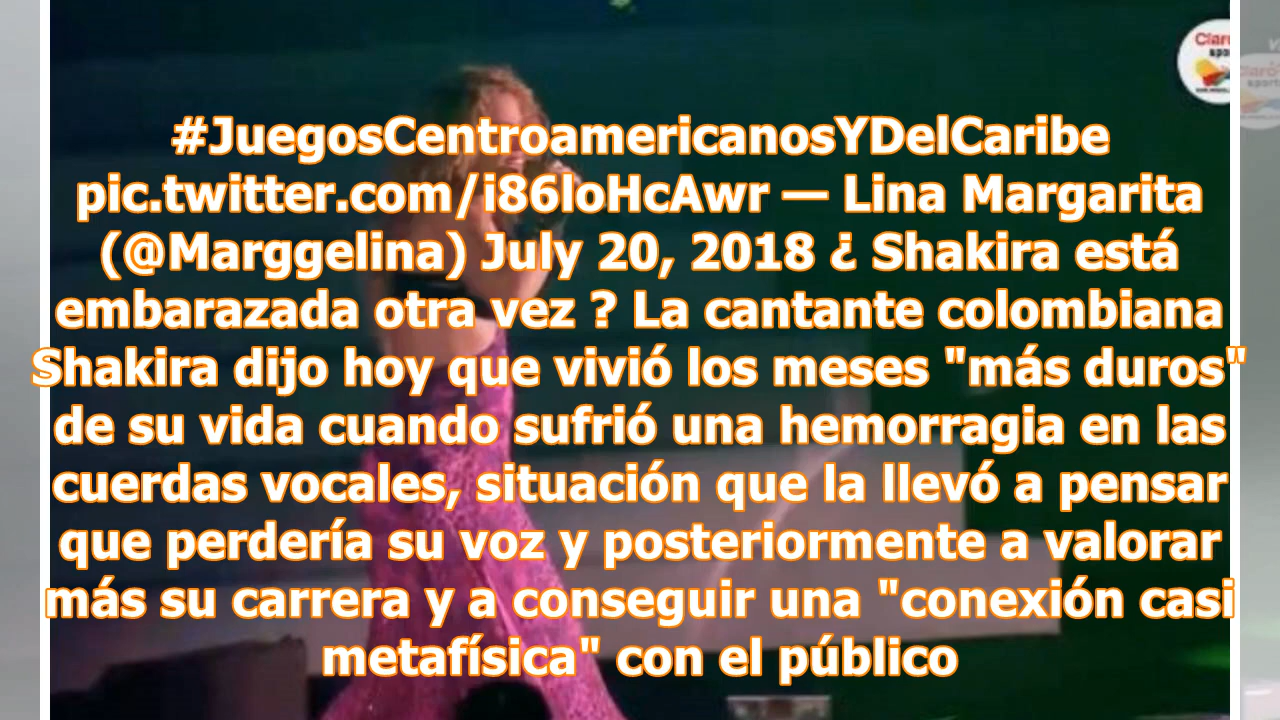 Claro
sports
#JuegosCentroamericanosYDelCaribe
pic.twitter.com/i86loHcAwr — Lina Margarita
(@Marggelina) July 20, 2018 ¿ Shakira está
embarazada otra vez ? La cantante colombiana
Shakira dijo hoy que vivió los meses "más duros"
de su vida cuando sufrió una hemorragia en las
cuerdas vocales, situación que la llevó a pensar
que perdería su voz y posteriormente a valorar
más su carrera y a conseguir una "conexión casi
metafísica" con el público